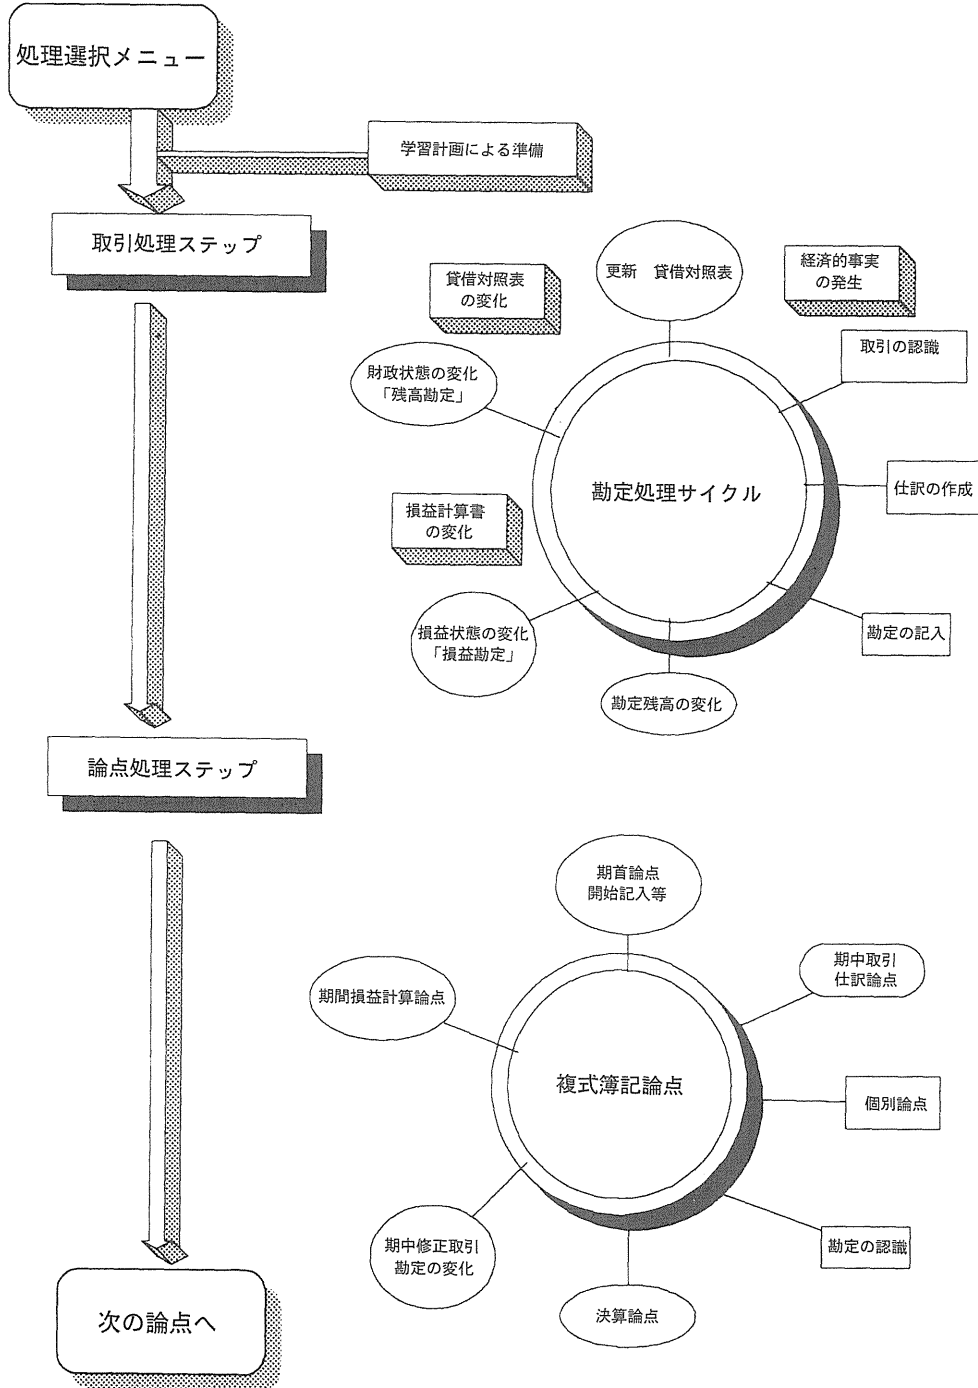 処理選択メニュー
学習計画による準備
取引処理ステップ
更新 貸借対照表
経済的事実
の発生
貸借対照表
の変化
取引の認識
財政状態の変化
「残高勘定」
勘定処理サイクル
仕訳の作成
損益計算書
の変化
損益状態の変化
「損益勘定」
勘定の記入
勘定残高の変化
論点処理ステップ
期首論点
開始記入等
期中取引
仕訳論点
期間損益計算論点
複式簿記論点
個別論点
期中修正取引
勘定の変化
勘定の認識
決算論点
次の論点へ